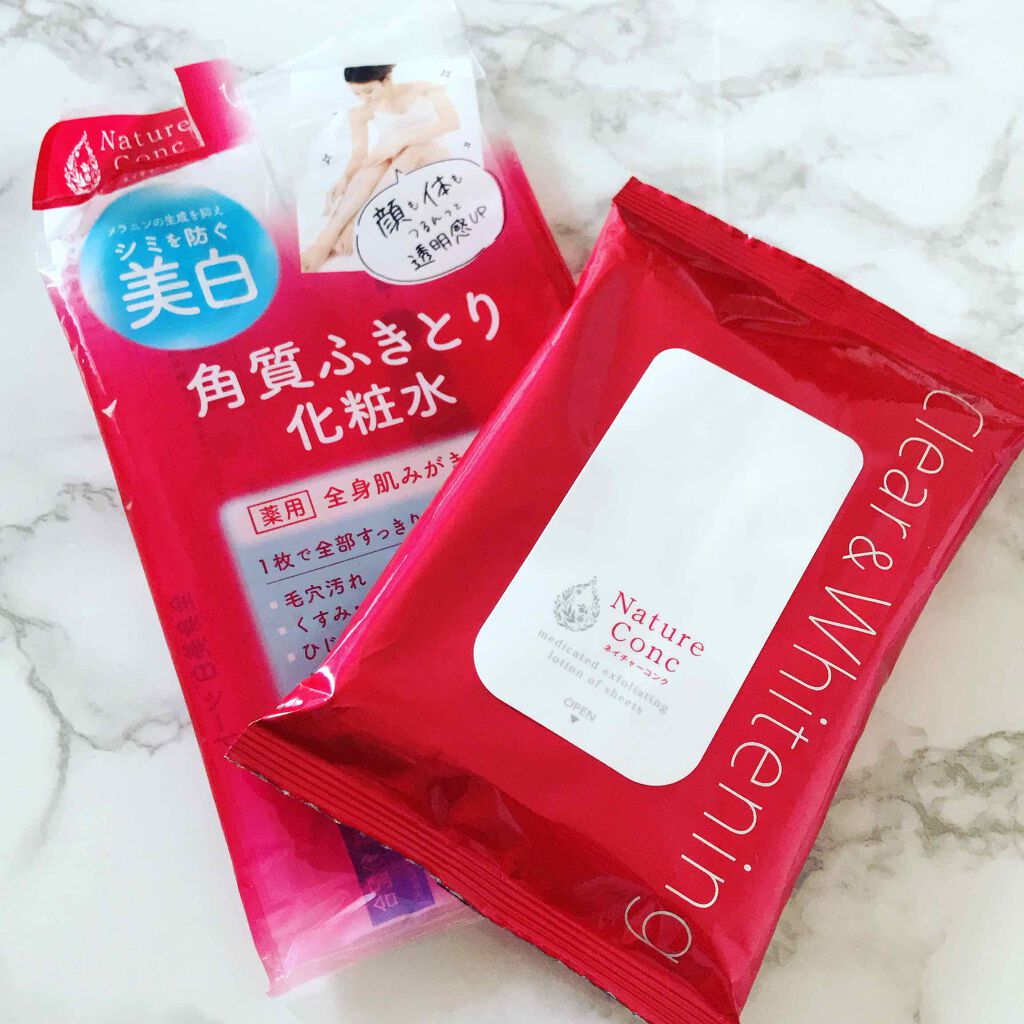 Nature
Conc
メラニンの生成を抑え
シミを防ぐ
美白
顔も体も
つるんっと
透明感UP
角質ふきとり
化粧水
薬用 全身肌みがき
1枚で全部すっきり
毛穴汚れ
くすみ
ひじ
Clear&Whitening
Nature
Conc
ネイチャーコンク
medicated exfoliating
lotion of sheets
OPEN